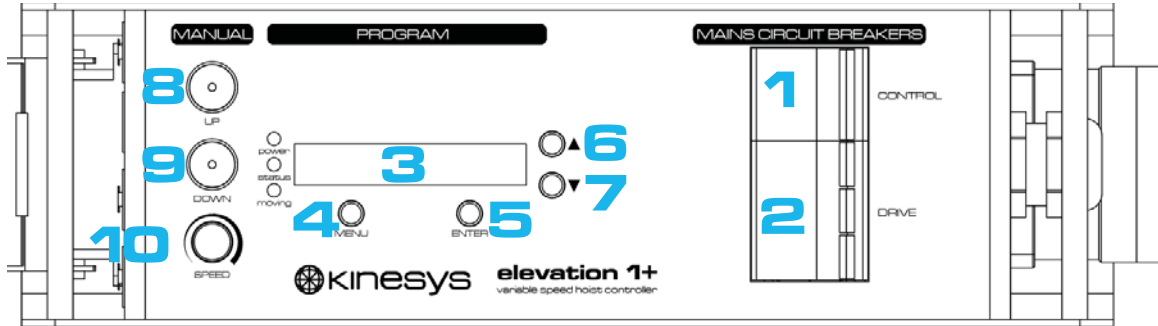 MANUAL
PROGRAM
MAINS CIRCUIT BREAKERS
8
UP
9
DOWN
10
SPEED
power
status
moving
3
4
MENU
5
ENTER
6
7
1
CONTROL
2
DRIVE
kinesys
elevation 1+
variable speed hoist controller